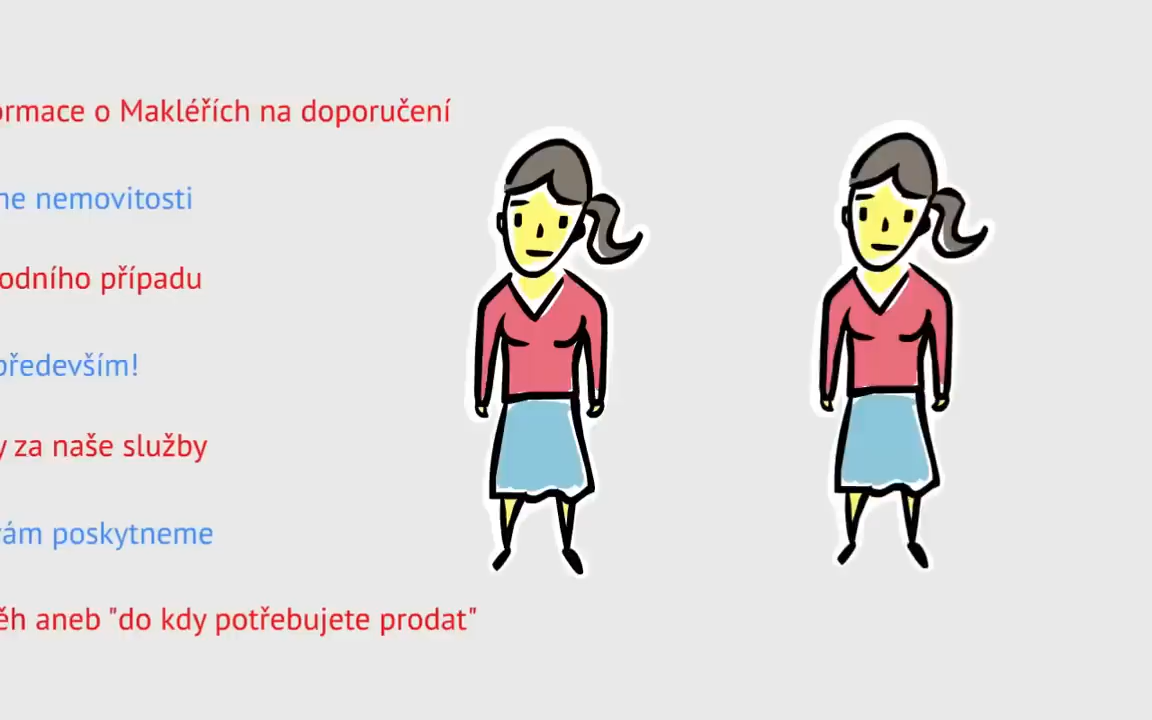 ormace o Makléřích na doporučení
ne nemovitosti
odního případu
především!
y za naše služby
vám poskytneme
ěh aneb "do kdy potřebujete prodat"